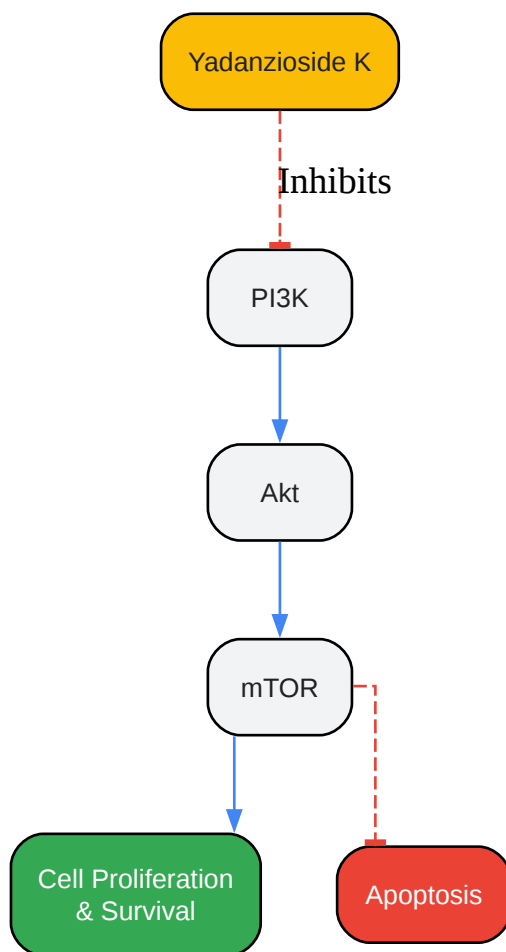 Yadanzioside K
Inhibits
PI3K
Akt
mTOR
Cell Proliferation
& Survival
Apoptosis